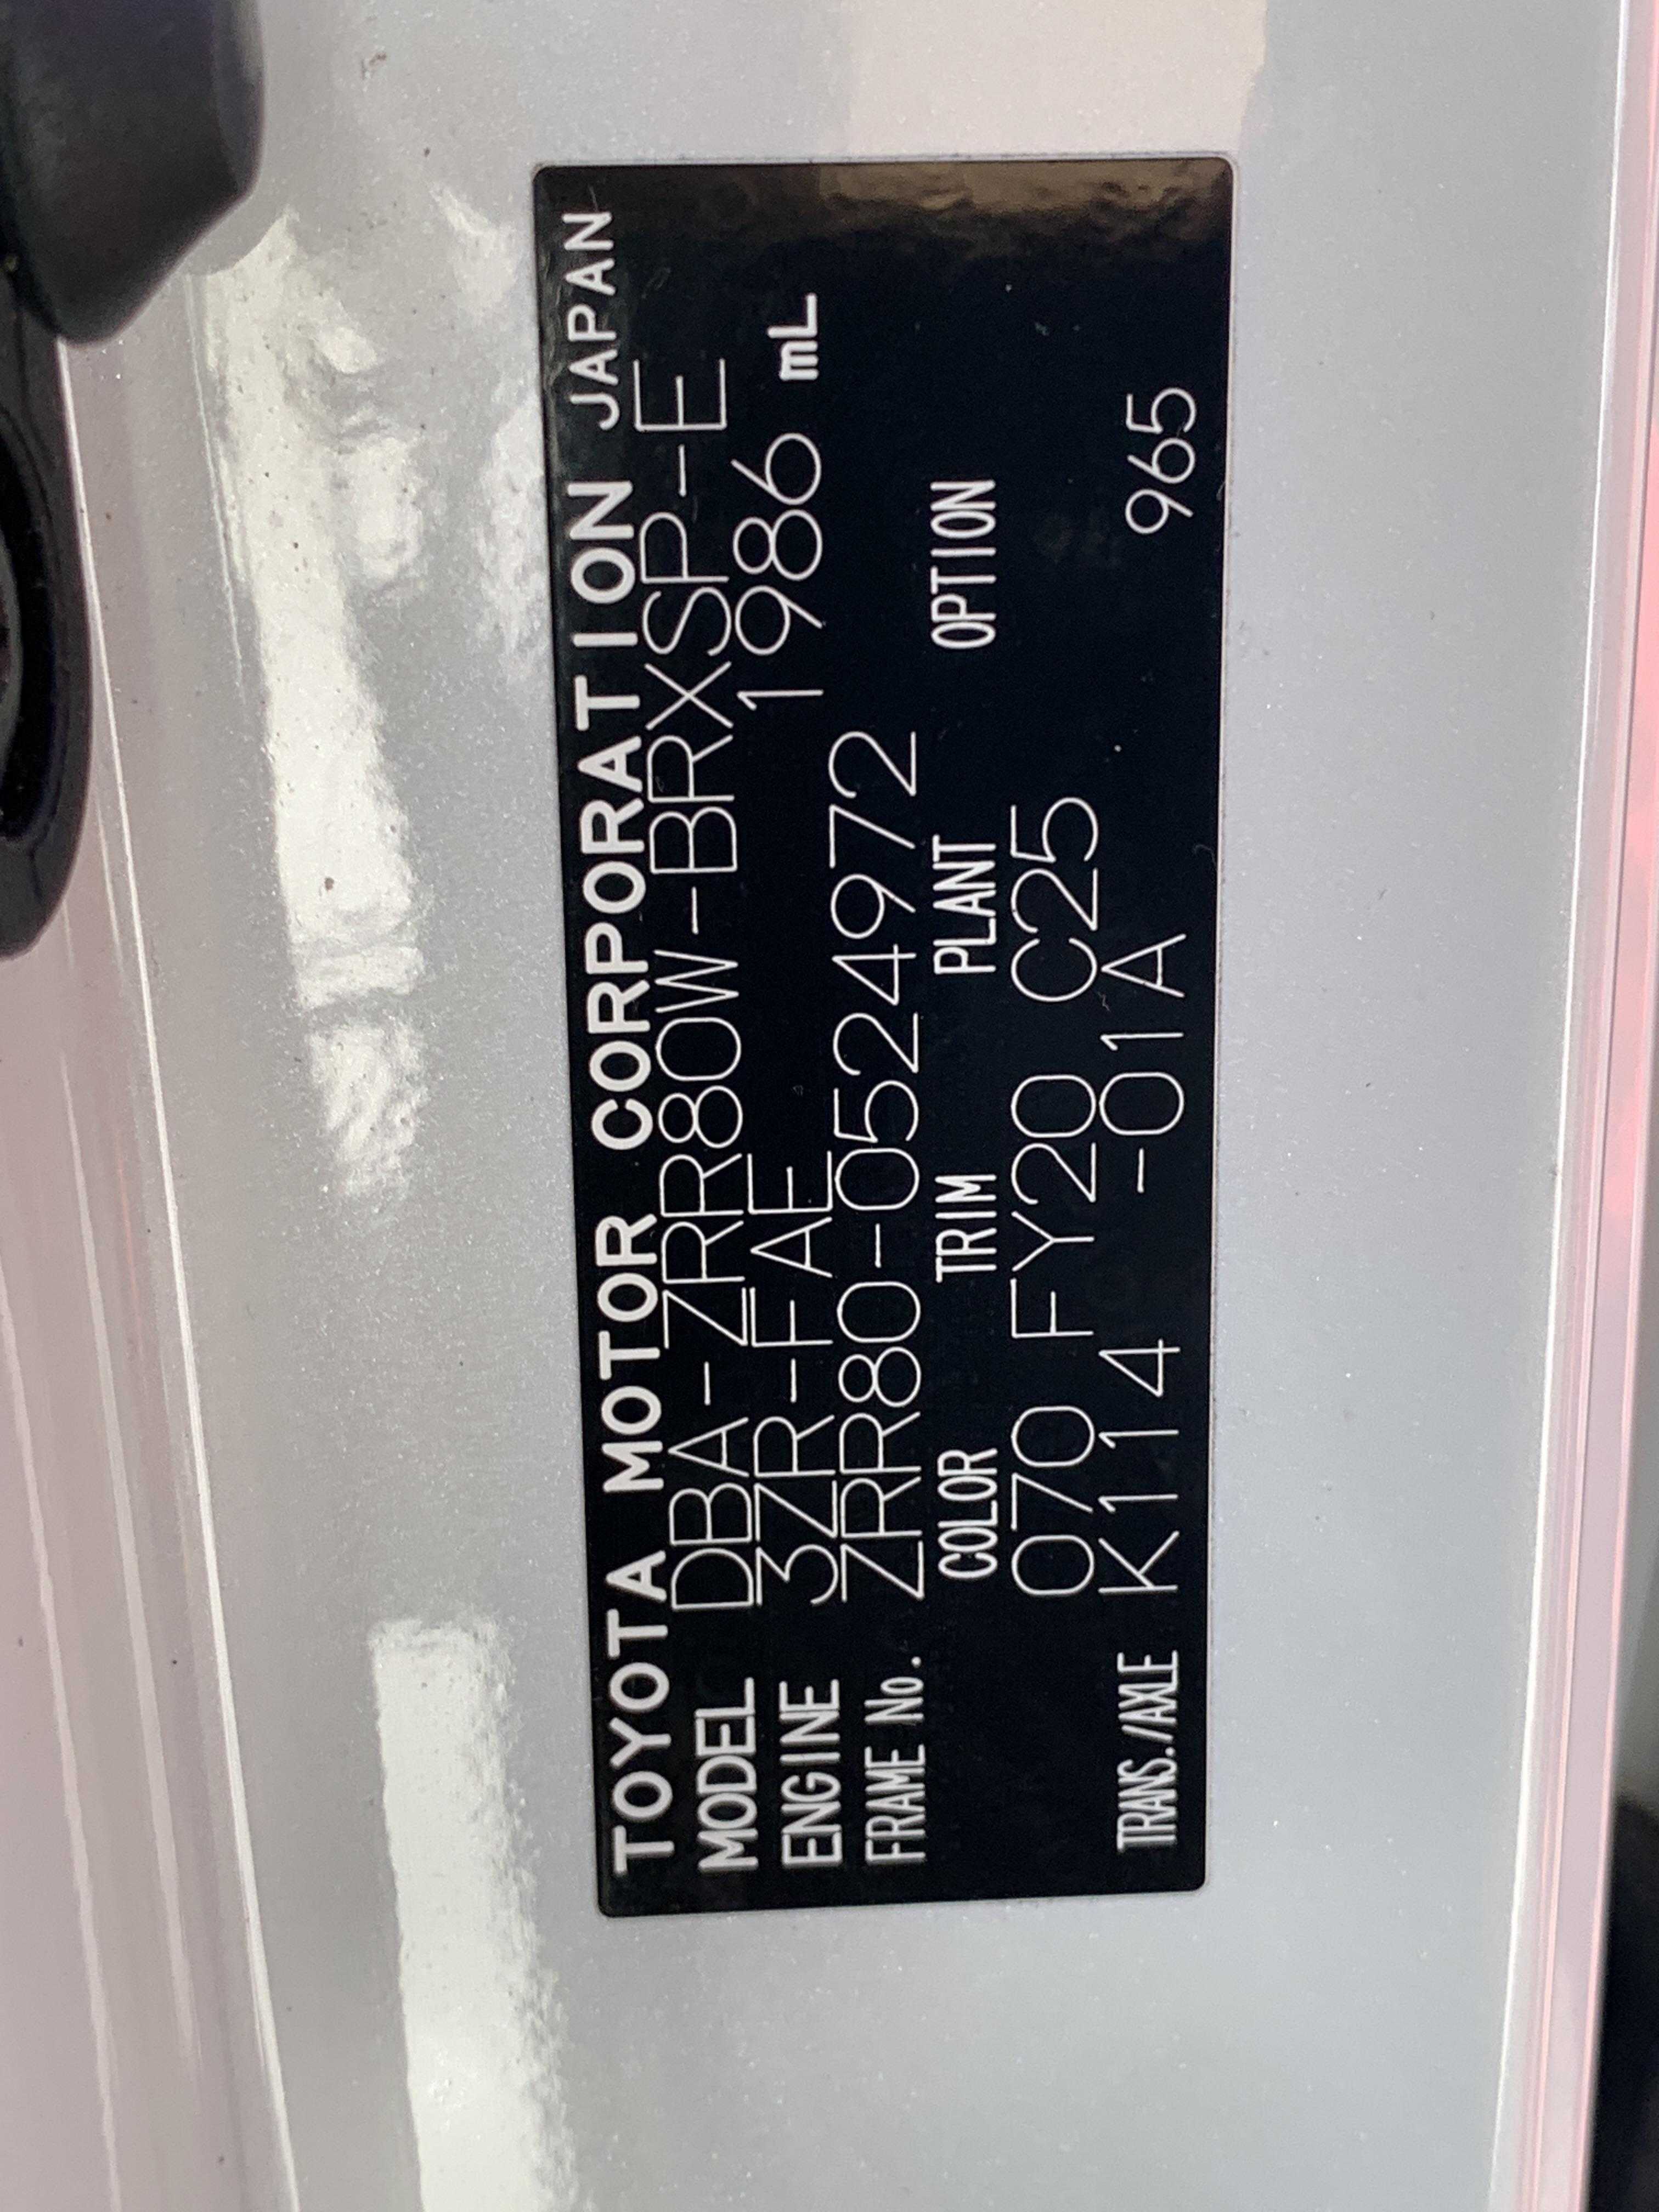 TOYOTA MOTOR CORPORATION JAPAN
MODEL DBA-ZRR80W-BRXSP-E
ENGINE 3ZR-FAE 1986 mL
FRAME No. ZRR80-0524972
COLOR TRIM PLANT OPTION
070 FY20 C25
TRANS./AXLE K114 -01A 965